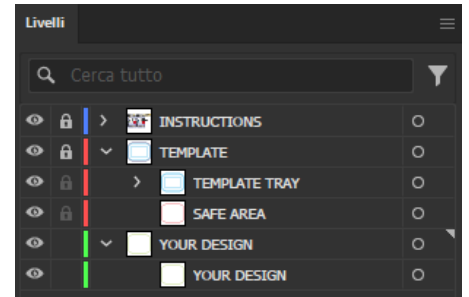 Livelli
Cerca tutto
INSTRUCTIONS
TEMPLATE
TEMPLATE TRAY
SAFE AREA
YOUR DESIGN
YOUR DESIGN